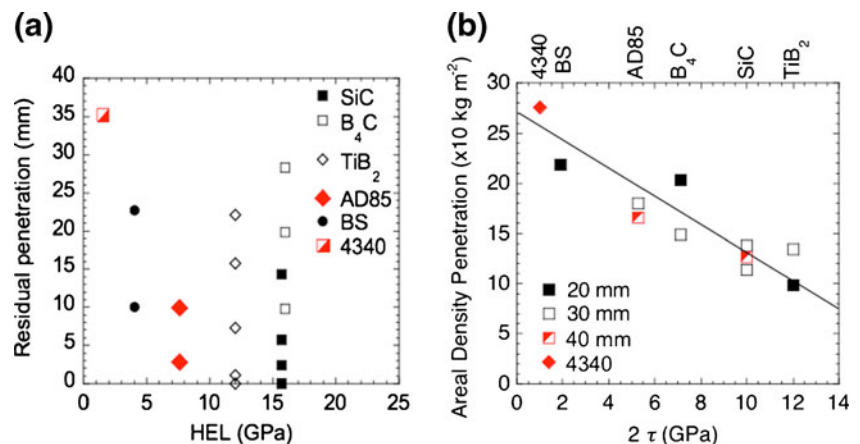 (a)
Residual penetration (mm)
40
35
30
25
20
15
10
5
0
0 5 10 15 20 25
HEL (GPa)
SiC
B4C
TiB2
AD85
BS
4340
(b)
4340
BS
AD85
B4C
SiC
TiB2
Areal Density Penetration (x10 kg m-2)
30
25
20
15
10
5
0
0 2 4 6 8 10 12 14
2 τ (GPa)
20 mm
30 mm
40 mm
4340